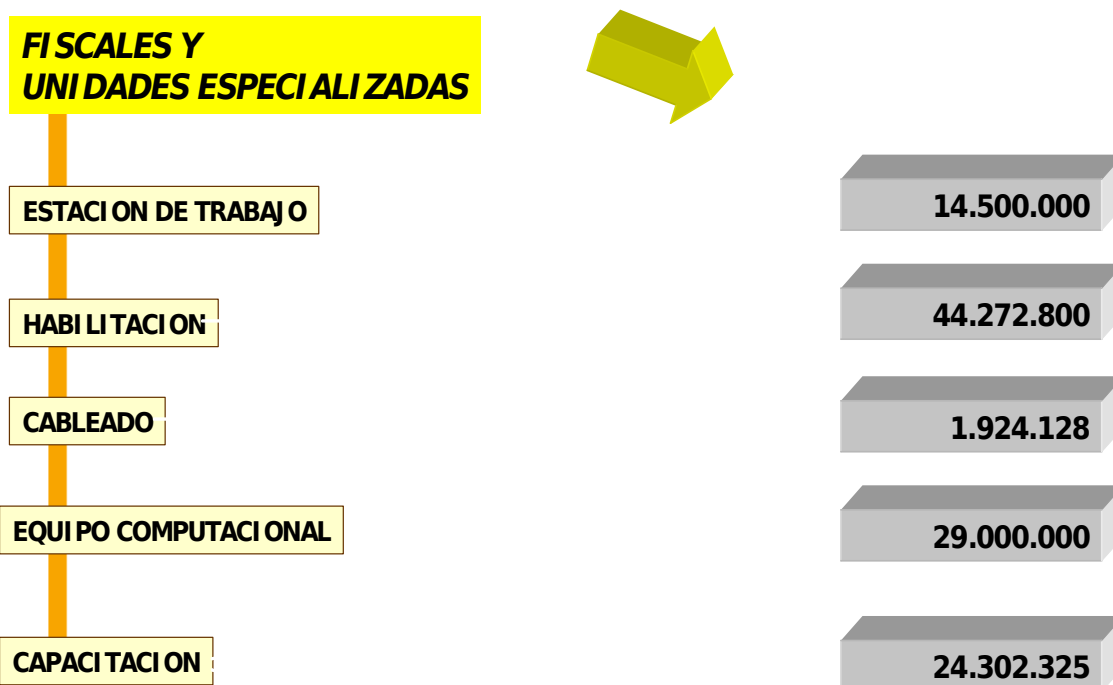 FISCALES Y
UNIDADES ESPECIALIZADAS
ESTACION DE TRABAJO 14.500.000
HABILITACION 44.272.800
CABLEADO 1.924.128
EQUIPO COMPUTACIONAL 29.000.000
CAPACITACION 24.302.325